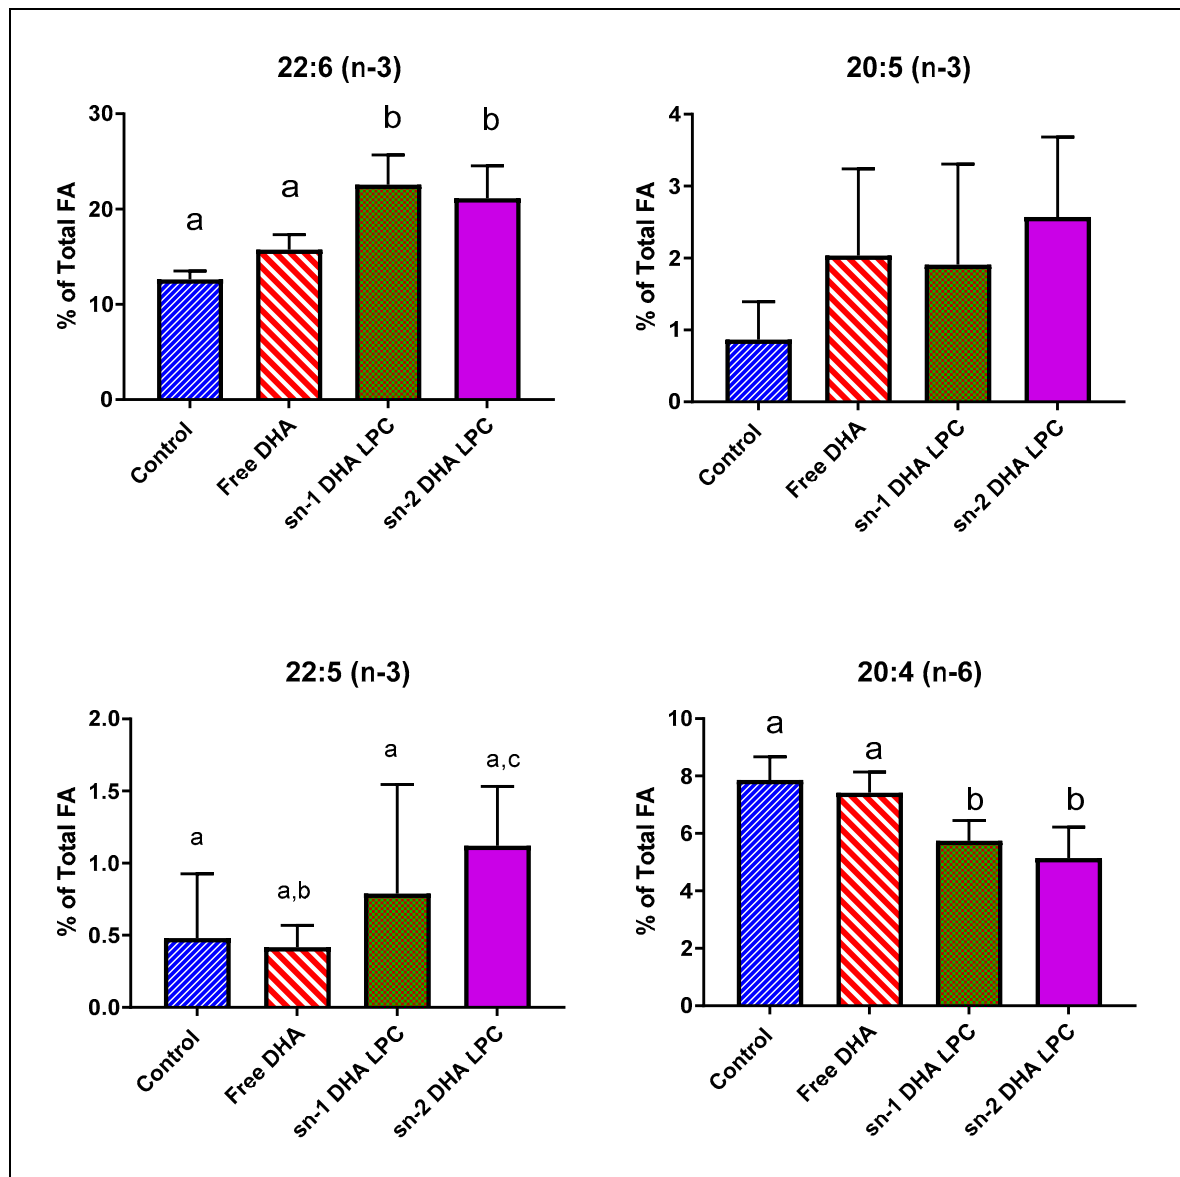 22:6 (n-3)
% of Total FA
30
20
10
0
a
a
b
b
Control
Free DHA
sn-1 DHA LPC
sn-2 DHA LPC
20:5 (n-3)
% of Total FA
4
3
2
1
0
Control
Free DHA
sn-1 DHA LPC
sn-2 DHA LPC
22:5 (n-3)
% of Total FA
2.0
1.5
1.0
0.5
0.0
a
a,b
a
a,c
Control
Free DHA
sn-1 DHA LPC
sn-2 DHA LPC
20:4 (n-6)
% of Total FA
10
8
6
4
2
0
a
a
b
b
Control
Free DHA
sn-1 DHA LPC
sn-2 DHA LPC